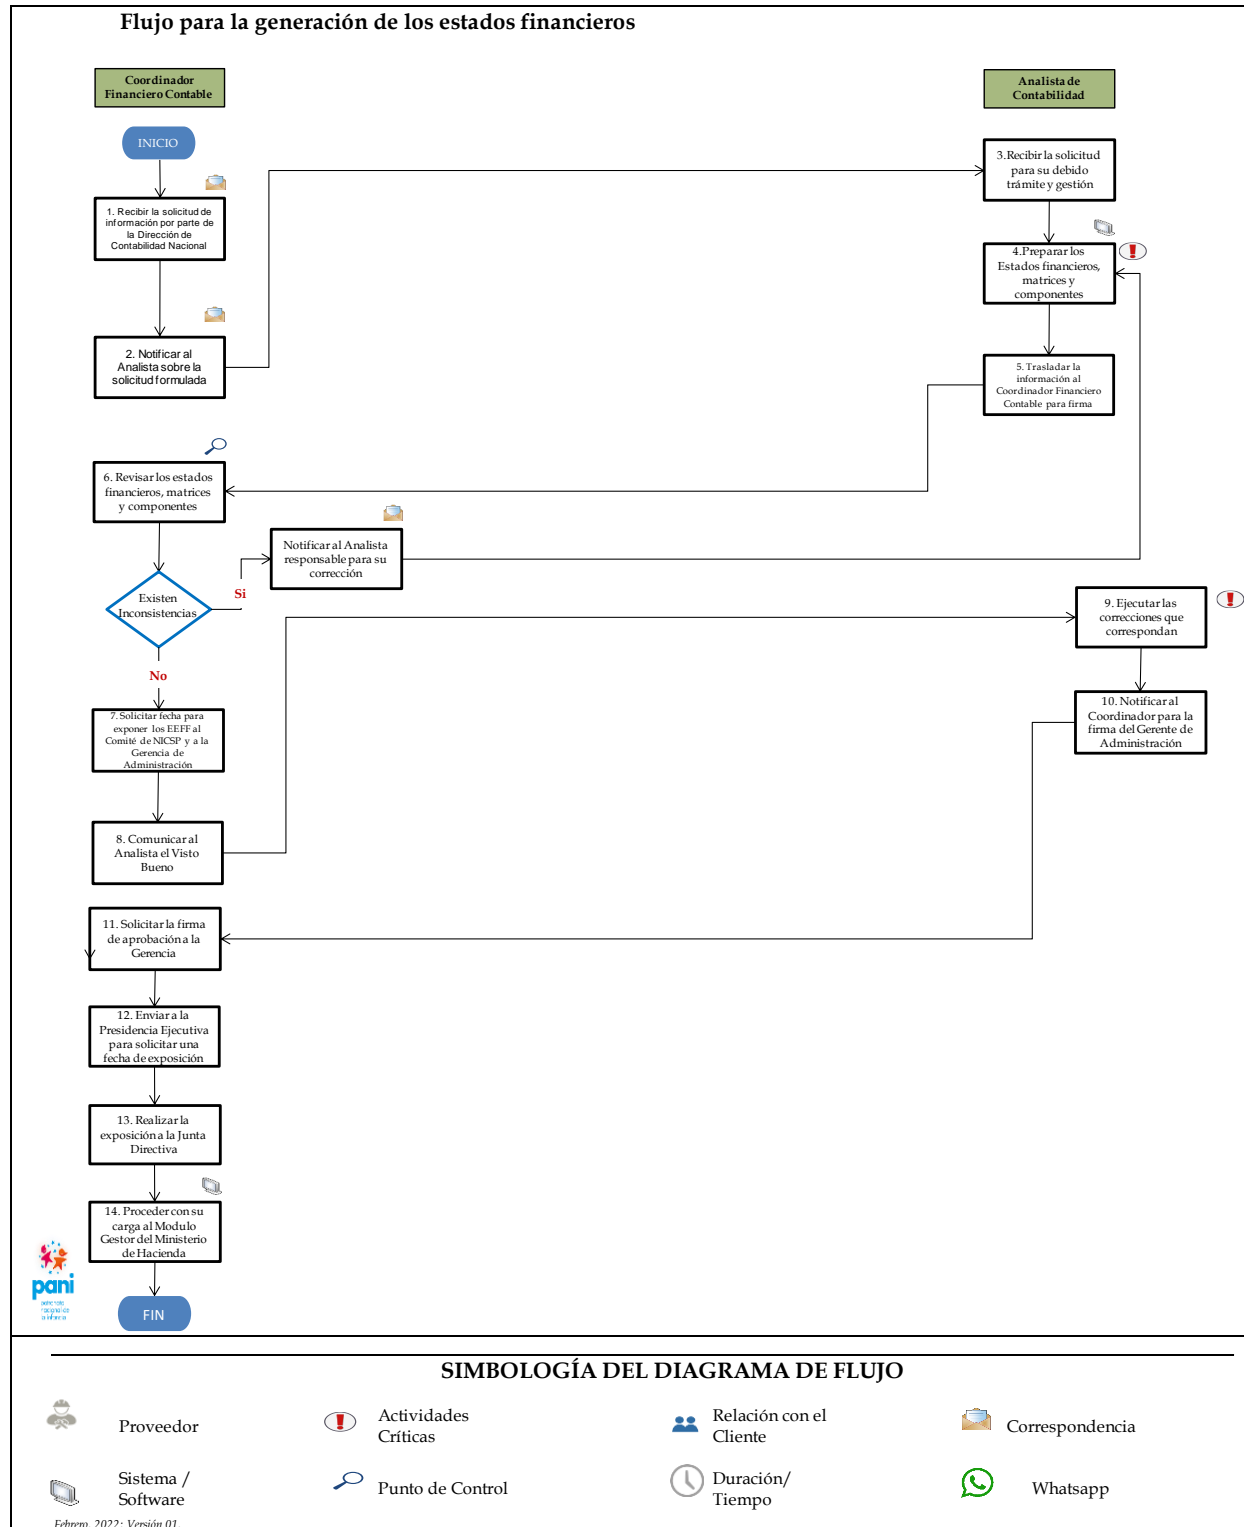 Flujo para la generación de los estados financieros
Coordinador
Financiero Contable
Analista de
Contabilidad
INICIO
1. Recibir la solicitud de
información por parte de
la Dirección de
Contabilidad Nacional
2. Notificar al
Analista sobre la
solicitud formulada
3.Recibir la solicitud
para su debido
trámite y gestión
4.Preparar los
Estados financieros,
matrices y
componentes
5. Trasladar la
información al
Coordinador Financiero
Contable para firma
6. Revisar los estados
financieros, matrices
y componentes
Notificar al Analista
responsable para su
corrección
Existen
Inconsistencias
Si
No
7. Solicitar fecha para
exponer los EEFF al
Comité de NICSP y a la
Gerencia de
Administración
8. Comunicar al
Analista el Visto
Bueno
9. Ejecutar las
correcciones que
correspondan
10. Notificar al
Coordinador para la
firma del Gerente de
Administración
11. Solicitar la firma
de aprobación a la
Gerencia
12. Enviar a la
Presidencia Ejecutiva
para solicitar una
fecha de exposición
13. Realizar la
exposición a la Junta
Directiva
14. Proceder con su
carga al Modulo
Gestor del Ministerio
de Hacienda
FIN
pani
patronato
nacional de
la infancia
SIMBOLOGÍA DEL DIAGRAMA DE FLUJO
Proveedor
Actividades
Críticas
Relación con el
Cliente
Correspondencia
Sistema /
Software
Punto de Control
Duración/
Tiempo
Whatsapp
Febrero, 2022: Versión 01.